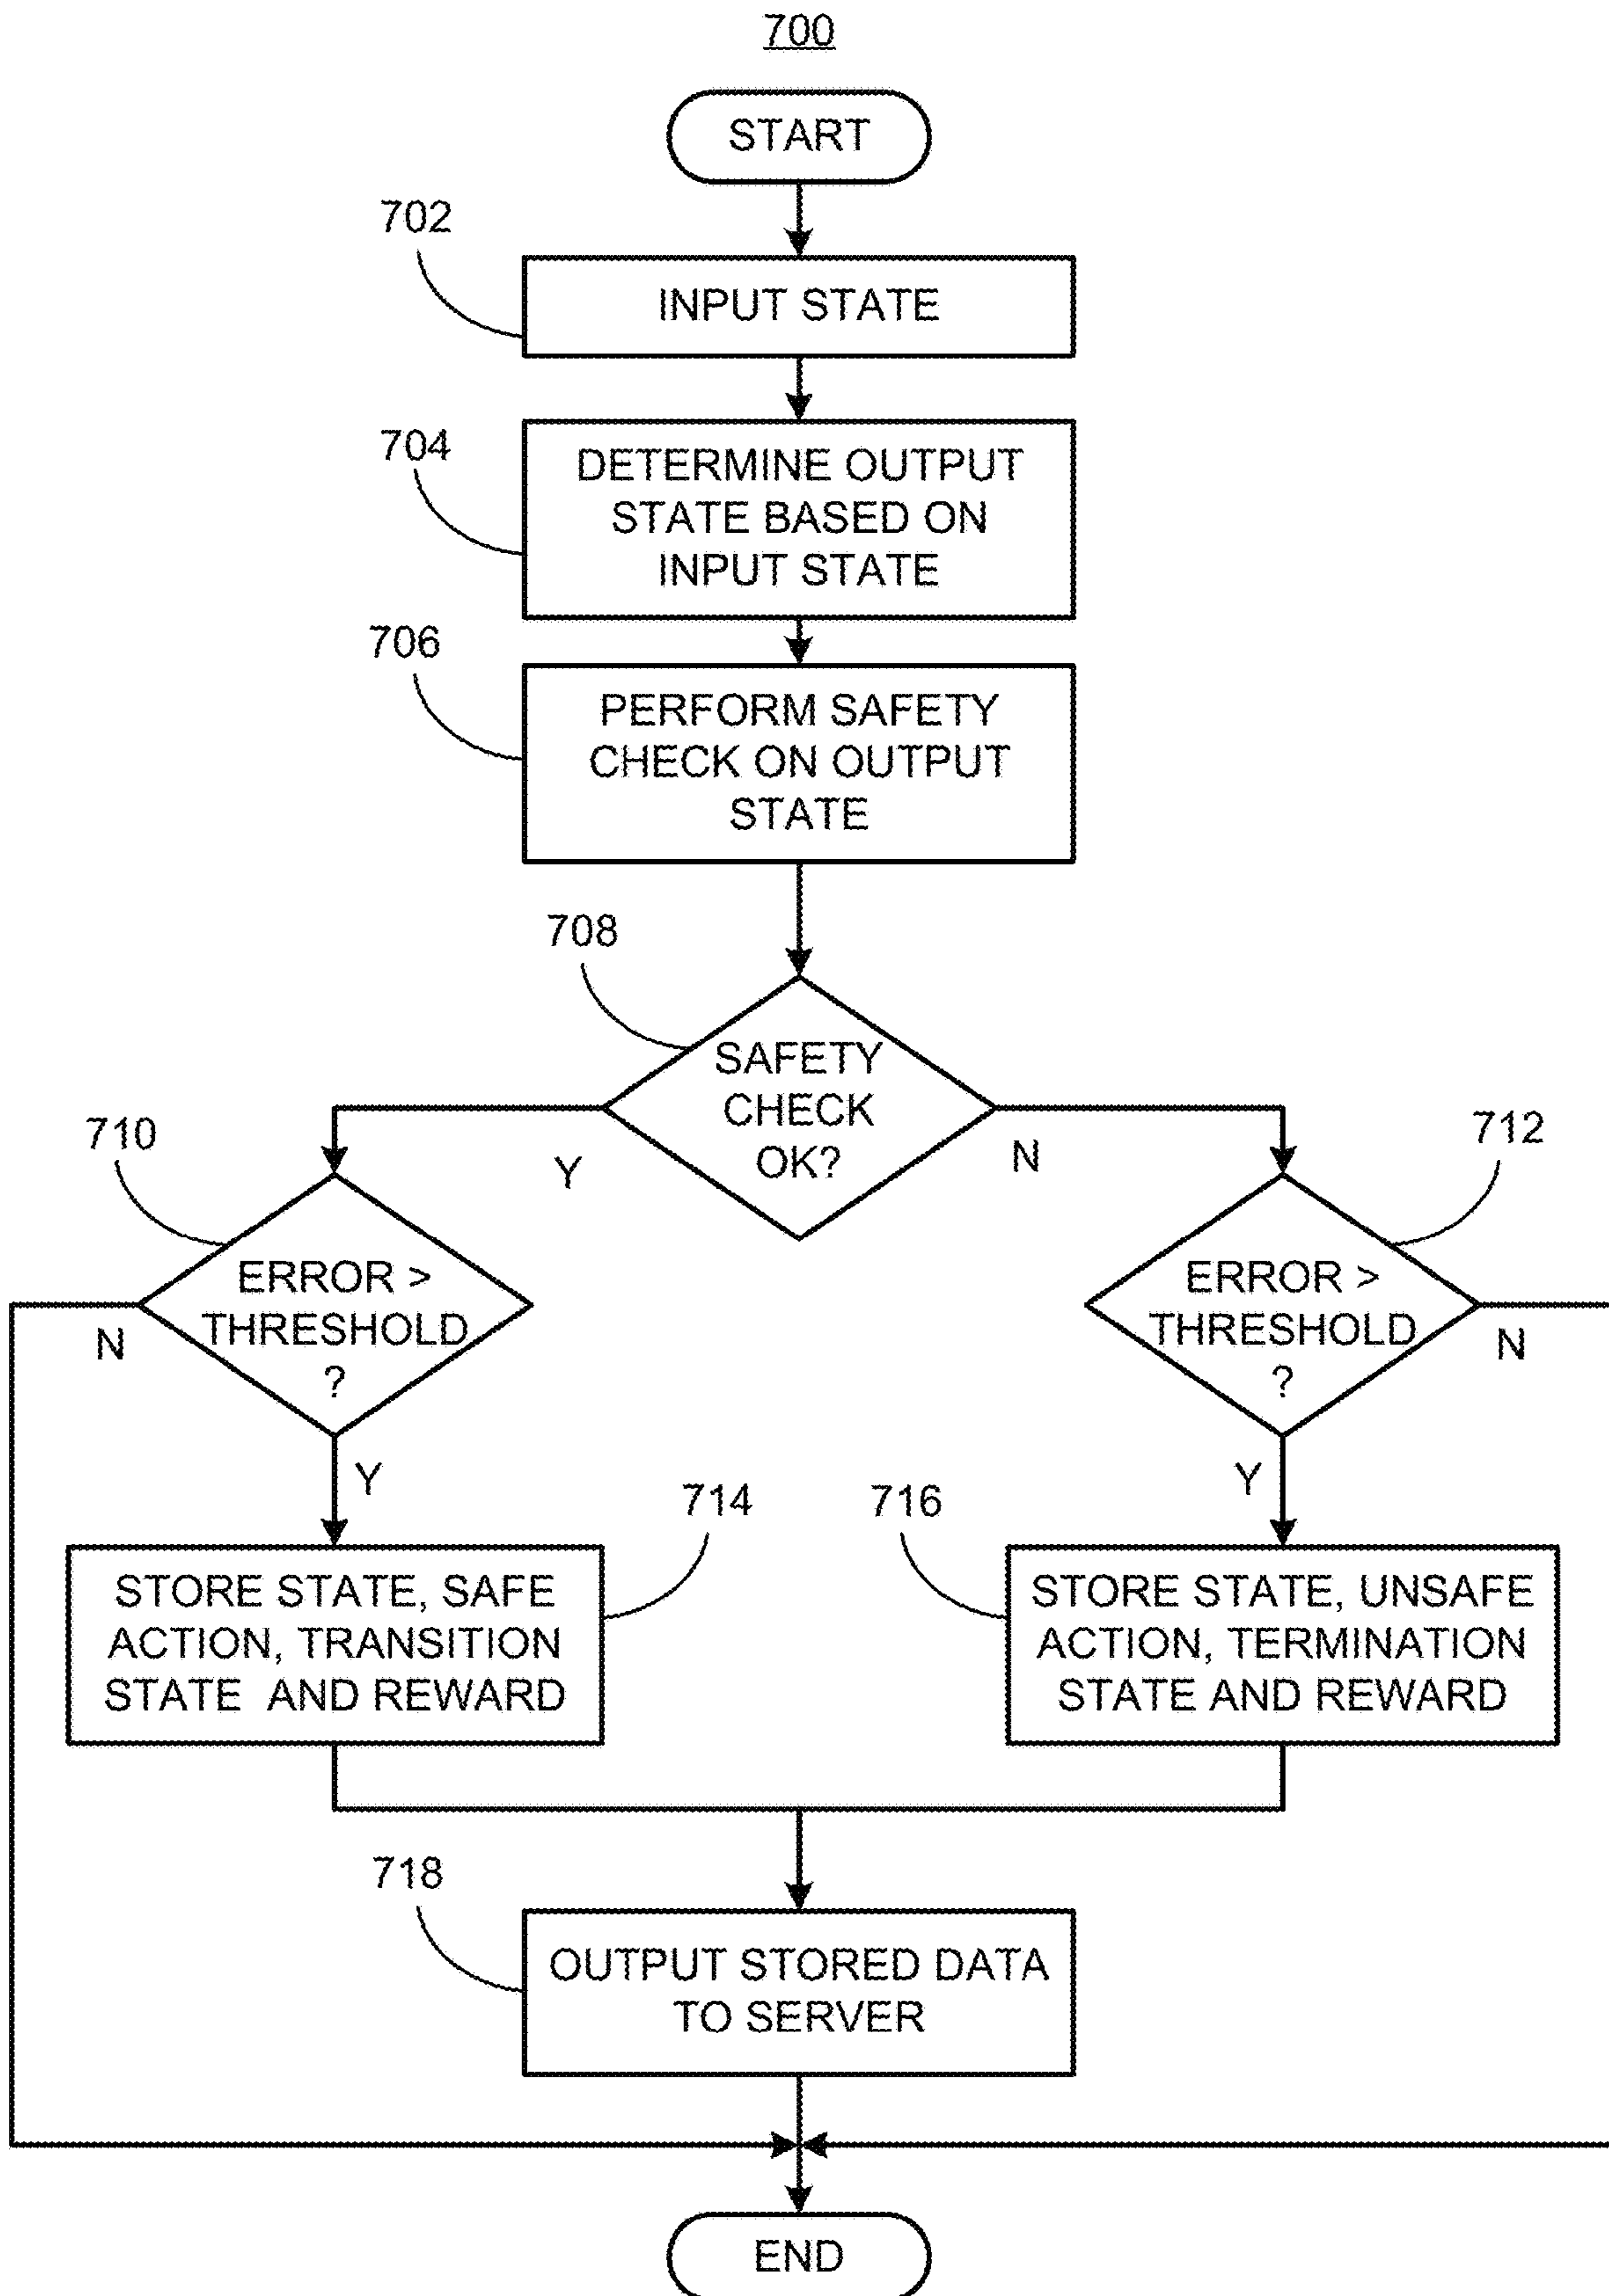 700
START
702
INPUT STATE
704
DETERMINE OUTPUT
STATE BASED ON
INPUT STATE
706
PERFORM SAFETY
CHECK ON OUTPUT
STATE
708
SAFETY
CHECK
OK?
Y
N
710
ERROR >
THRESHOLD
?
N
Y
712
ERROR >
THRESHOLD
?
N
Y
714
STORE STATE, SAFE
ACTION, TRANSITION
STATE AND REWARD
716
STORE STATE, UNSAFE
ACTION, TERMINATION
STATE AND REWARD
718
OUTPUT STORED DATA
TO SERVER
END